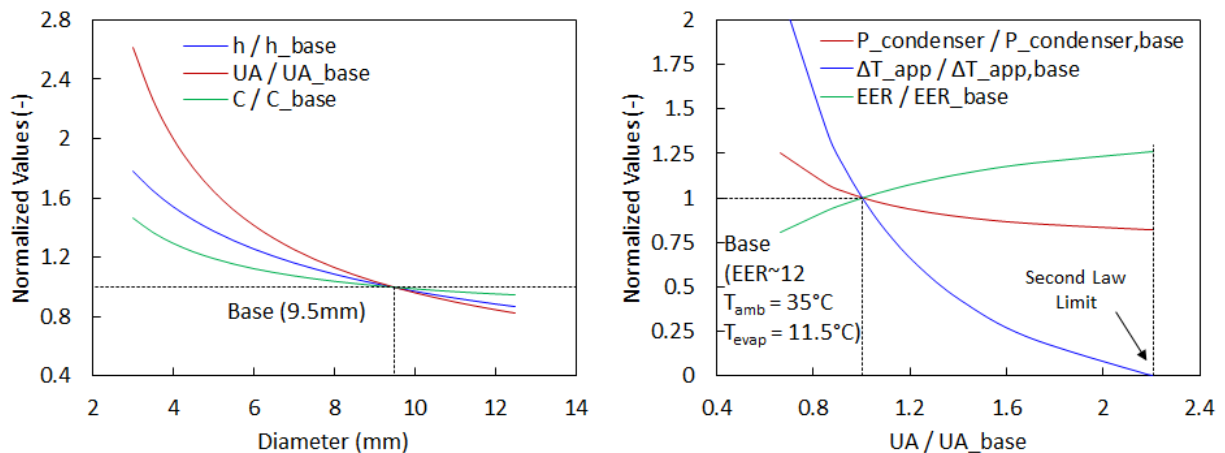 2.8
2.4
2
1.6
1.2
0.8
0.4
Normalized Values (-)
h / h_base
UA / UA_base
C / C_base
Base (9.5mm)
2
4
6
8
10
12
14
Diameter (mm)
2
1.75
1.5
1.25
1
0.75
0.5
0.25
0
Normalized Values (-)
P_condenser / P_condenser,base
ΔT_app / ΔT_app,base
EER / EER_base
Base
(EER~12
T_amb = 35°C
T_evap = 11.5°C)
Second Law
Limit
0.4
0.8
1.2
1.6
2
2.4
UA / UA_base